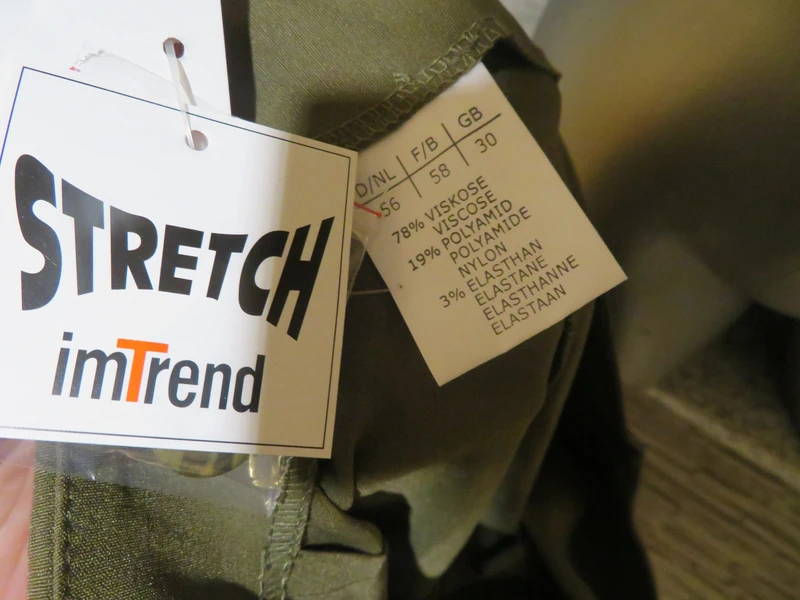 STRETCH
imTrend
D/NL F/B GB
56 58 30
78% VISKOSE
VISCOSE
19% POLYAMID
POLYAMIDE
NYLON
3% ELASTHAN
ELASTANE
ELASTHANNE
ELASTAAN